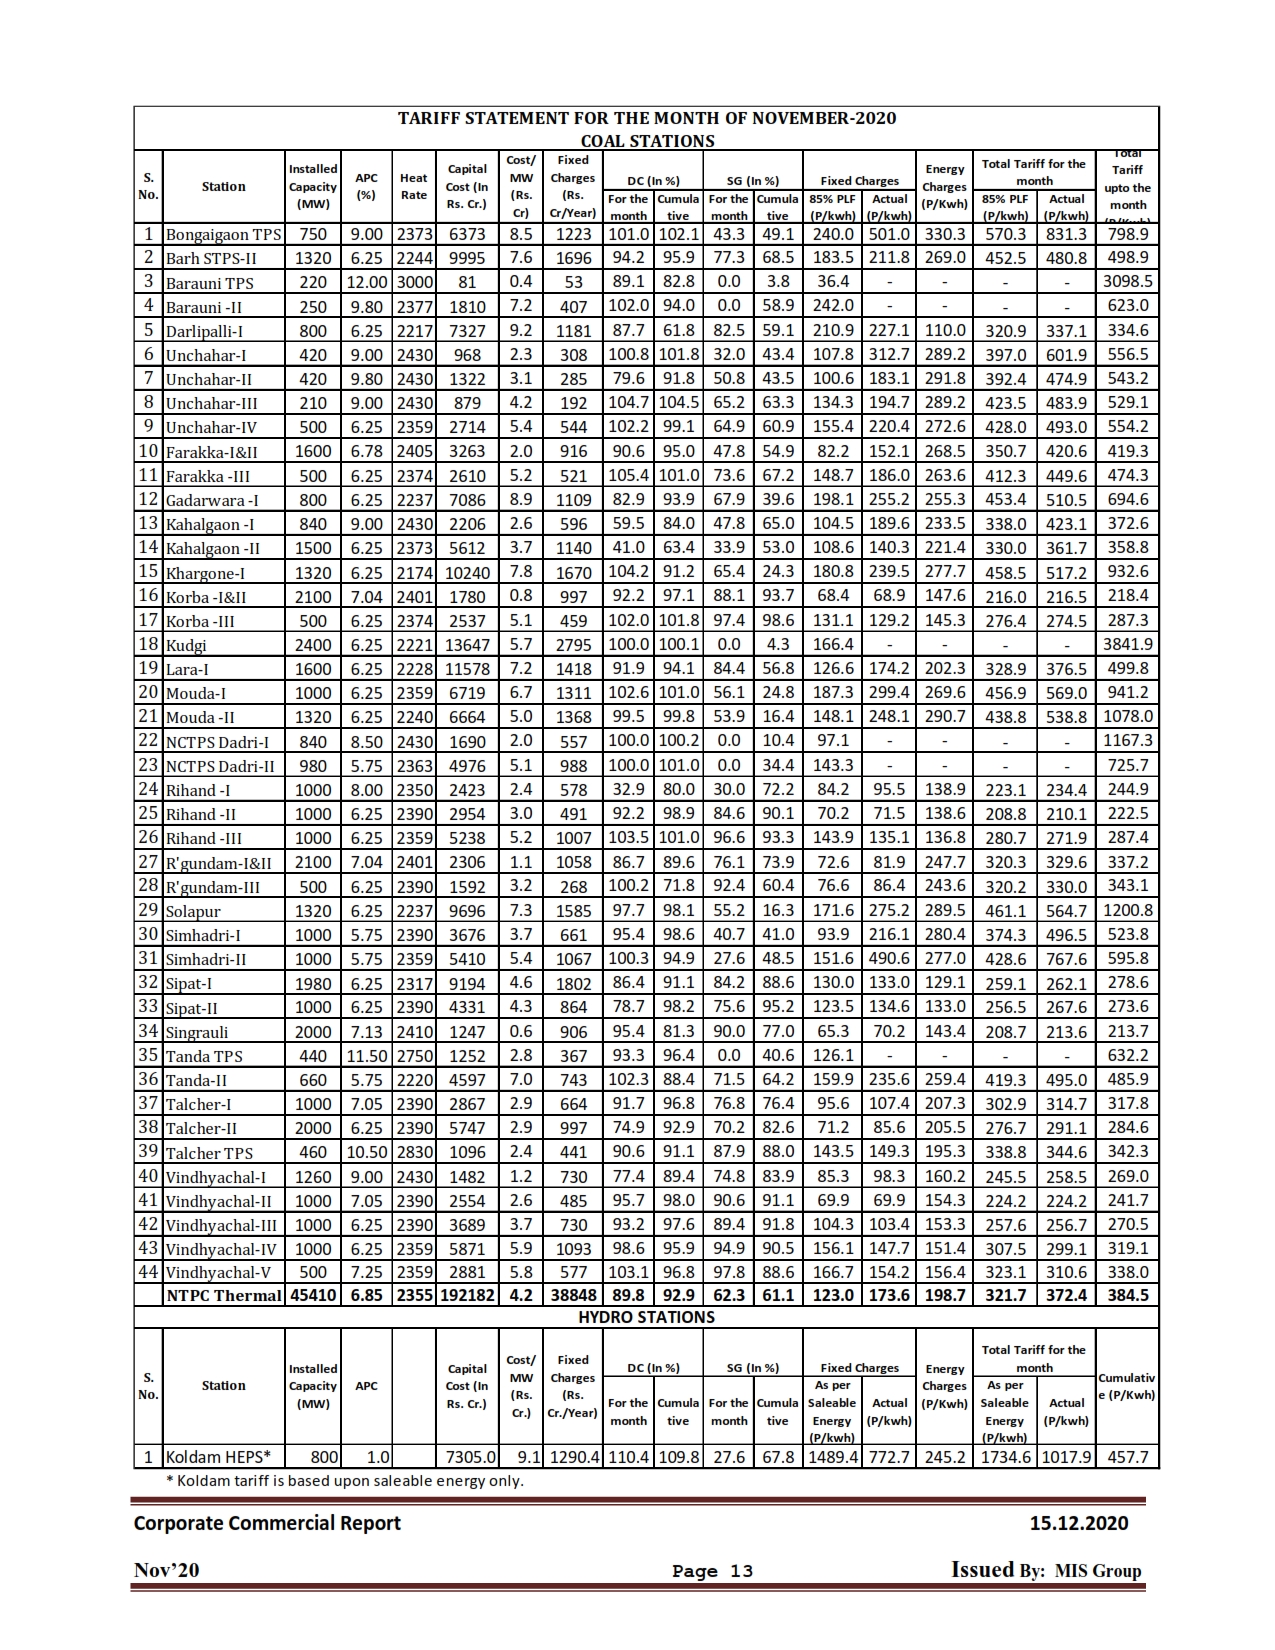 TARIFF STATEMENT FOR THE MONTH OF NOVEMBER-2020
COAL STATIONS
S. No. Station Installed Capacity (MW) APC (%) Heat Rate Capital Cost (In Rs. Cr.) Cost/ MW (Rs. Cr) Fixed Charges (Rs. Cr/Year) DC (In %) SG (In %) Fixed Charges Energy Charges (P/Kwh) Total Tariff for the month Total Tariff upto the month
For the month Cumula tive For the month Cumula tive 85% PLF (P/kwh) Actual (P/kwh) 85% PLF (P/kwh) Actual (P/kwh)
1 Bongaigaon TPS 750 9.00 2373 6373 8.5 1223 101.0 102.1 43.3 49.1 240.0 501.0 330.3 570.3 831.3 798.9
2 Barh STPS-II 1320 6.25 2244 9995 7.6 1696 94.2 95.9 77.3 68.5 183.5 211.8 269.0 452.5 480.8 498.9
3 Barauni TPS 220 12.00 3000 81 0.4 53 89.1 82.8 0.0 3.8 36.4 - - - - 3098.5
4 Barauni -II 250 9.80 2377 1810 7.2 407 102.0 94.0 0.0 58.9 242.0 - - - - 623.0
5 Darlipalli-I 800 6.25 2217 7327 9.2 1181 87.7 61.8 82.5 59.1 210.9 227.1 110.0 320.9 337.1 334.6
6 Unchahar-I 420 9.00 2430 968 2.3 308 100.8 101.8 32.0 43.4 107.8 312.7 289.2 397.0 601.9 556.5
7 Unchahar-II 420 9.80 2430 1322 3.1 285 79.6 91.8 50.8 43.5 100.6 183.1 291.8 392.4 474.9 543.2
8 Unchahar-III 210 9.00 2430 879 4.2 192 104.7 104.5 65.2 63.3 134.3 194.7 289.2 423.5 483.9 529.1
9 Unchahar-IV 500 6.25 2359 2714 5.4 544 102.2 99.1 64.9 60.9 155.4 220.4 272.6 428.0 493.0 554.2
10 Farakka-I&II 1600 6.78 2405 3263 2.0 916 90.6 95.0 47.8 54.9 82.2 152.1 268.5 350.7 420.6 419.3
11 Farakka -III 500 6.25 2374 2610 5.2 521 105.4 101.0 73.6 67.2 148.7 186.0 263.6 412.3 449.6 474.3
12 Gadarwara -I 800 6.25 2237 7086 8.9 1109 82.9 93.9 67.9 39.6 198.1 255.2 255.3 453.4 510.5 694.6
13 Kahalgaon -I 840 9.00 2430 2206 2.6 596 59.5 84.0 47.8 65.0 104.5 189.6 233.5 338.0 423.1 372.6
14 Kahalgaon -II 1500 6.25 2373 5612 3.7 1140 41.0 63.4 33.9 53.0 108.6 140.3 221.4 330.0 361.7 358.8
15 Khargone-I 1320 6.25 2174 10240 7.8 1670 104.2 91.2 65.4 24.3 180.8 239.5 277.7 458.5 517.2 932.6
16 Korba -I&II 2100 7.04 2401 1780 0.8 997 92.2 97.1 88.1 93.7 68.4 68.9 147.6 216.0 216.5 218.4
17 Korba -III 500 6.25 2374 2537 5.1 459 102.0 101.8 97.4 98.6 131.1 129.2 145.3 276.4 274.5 287.3
18 Kudgi 2400 6.25 2221 13647 5.7 2795 100.0 100.1 0.0 4.3 166.4 - - - - 3841.9
19 Lara-I 1600 6.25 2228 11578 7.2 1418 91.9 94.1 84.4 56.8 126.6 174.2 202.3 328.9 376.5 499.8
20 Mouda-I 1000 6.25 2359 6719 6.7 1311 102.6 101.0 56.1 24.8 187.3 299.4 269.6 456.9 569.0 941.2
21 Mouda -II 1320 6.25 2240 6664 5.0 1368 99.5 99.8 53.9 16.4 148.1 248.1 290.7 438.8 538.8 1078.0
22 NCTPS Dadri-I 840 8.50 2430 1690 2.0 557 100.0 100.2 0.0 10.4 97.1 - - - - 1167.3
23 NCTPS Dadri-II 980 5.75 2363 4976 5.1 988 100.0 101.0 0.0 34.4 143.3 - - - - 725.7
24 Rihand -I 1000 8.00 2350 2423 2.4 578 32.9 80.0 30.0 72.2 84.2 95.5 138.9 223.1 234.4 244.9
25 Rihand -II 1000 6.25 2390 2954 3.0 491 92.2 98.9 84.6 90.1 70.2 71.5 138.6 208.8 210.1 222.5
26 Rihand -III 1000 6.25 2359 5238 5.2 1007 103.5 101.0 96.6 93.3 143.9 135.1 136.8 280.7 271.9 287.4
27 R'gundam-I&II 2100 7.04 2401 2306 1.1 1058 86.7 89.6 76.1 73.9 72.6 81.9 247.7 320.3 329.6 337.2
28 R'gundam-III 500 6.25 2390 1592 3.2 268 100.2 71.8 92.4 60.4 76.6 86.4 243.6 320.2 330.0 343.1
29 Solapur 1320 6.25 2237 9696 7.3 1585 97.7 98.1 55.2 16.3 171.6 275.2 289.5 461.1 564.7 1200.8
30 Simhadri-I 1000 5.75 2390 3676 3.7 661 95.4 98.6 40.7 41.0 93.9 216.1 280.4 374.3 496.5 523.8
31 Simhadri-II 1000 5.75 2359 5410 5.4 1067 100.3 94.9 27.6 48.5 151.6 490.6 277.0 428.6 767.6 595.8
32 Sipat-I 1980 6.25 2317 9194 4.6 1802 86.4 91.1 84.2 88.6 130.0 133.0 129.1 259.1 262.1 278.6
33 Sipat-II 1000 6.25 2390 4331 4.3 864 78.7 98.2 75.6 95.2 123.5 134.6 133.0 256.5 267.6 273.6
34 Singrauli 2000 7.13 2410 1247 0.6 906 95.4 81.3 90.0 77.0 65.3 70.2 143.4 208.7 213.6 213.7
35 Tanda TPS 440 11.50 2750 1252 2.8 367 93.3 96.4 0.0 40.6 126.1 - - - - 632.2
36 Tanda-II 660 5.75 2220 4597 7.0 743 102.3 88.4 71.5 64.2 159.9 235.6 259.4 419.3 495.0 485.9
37 Talcher-I 1000 7.05 2390 2867 2.9 664 91.7 96.8 76.8 76.4 95.6 107.4 207.3 302.9 314.7 317.8
38 Talcher-II 2000 6.25 2390 5747 2.9 997 74.9 92.9 70.2 82.6 71.2 85.6 205.5 276.7 291.1 284.6
39 Talcher TPS 460 10.50 2830 1096 2.4 441 90.6 91.1 87.9 88.0 143.5 149.3 195.3 338.8 344.6 342.3
40 Vindhyachal-I 1260 9.00 2430 1482 1.2 730 77.4 89.4 74.8 83.9 85.3 98.3 160.2 245.5 258.5 269.0
41 Vindhyachal-II 1000 7.05 2390 2554 2.6 485 95.7 98.0 90.6 91.1 69.9 69.9 154.3 224.2 224.2 241.7
42 Vindhyachal-III 1000 6.25 2390 3689 3.7 730 93.2 97.6 89.4 91.8 104.3 103.4 153.3 257.6 256.7 270.5
43 Vindhyachal-IV 1000 6.25 2359 5871 5.9 1093 98.6 95.9 94.9 90.5 156.1 147.7 151.4 307.5 299.1 319.1
44 Vindhyachal-V 500 7.25 2359 2881 5.8 577 103.1 96.8 97.8 88.6 166.7 154.2 156.4 323.1 310.6 338.0
NTPC Thermal 45410 6.85 2355 192182 4.2 38848 89.8 92.9 62.3 61.1 123.0 173.6 198.7 321.7 372.4 384.5
HYDRO STATIONS
S. No. Station Installed Capacity (MW) APC Capital Cost (In Rs. Cr.) Cost/ MW (Rs. Cr.) Fixed Charges (Rs. Cr./Year) DC (In %) SG (In %) Fixed Charges Energy Charges (P/Kwh) Total Tariff for the month Cumulativ e (P/Kwh)
For the month Cumula tive For the month Cumula tive As per Saleable Energy (P/kwh) Actual (P/kwh) As per Saleable Energy (P/kwh) Actual (P/kwh)
1 Koldam HEPS* 800 1.0 7305.0 9.1 1290.4 110.4 109.8 27.6 67.8 1489.4 772.7 245.2 1734.6 1017.9 457.7
* Koldam tariff is based upon saleable energy only.
Corporate Commercial Report 15.12.2020
Nov’20 Page 13 Issued By: MIS Group